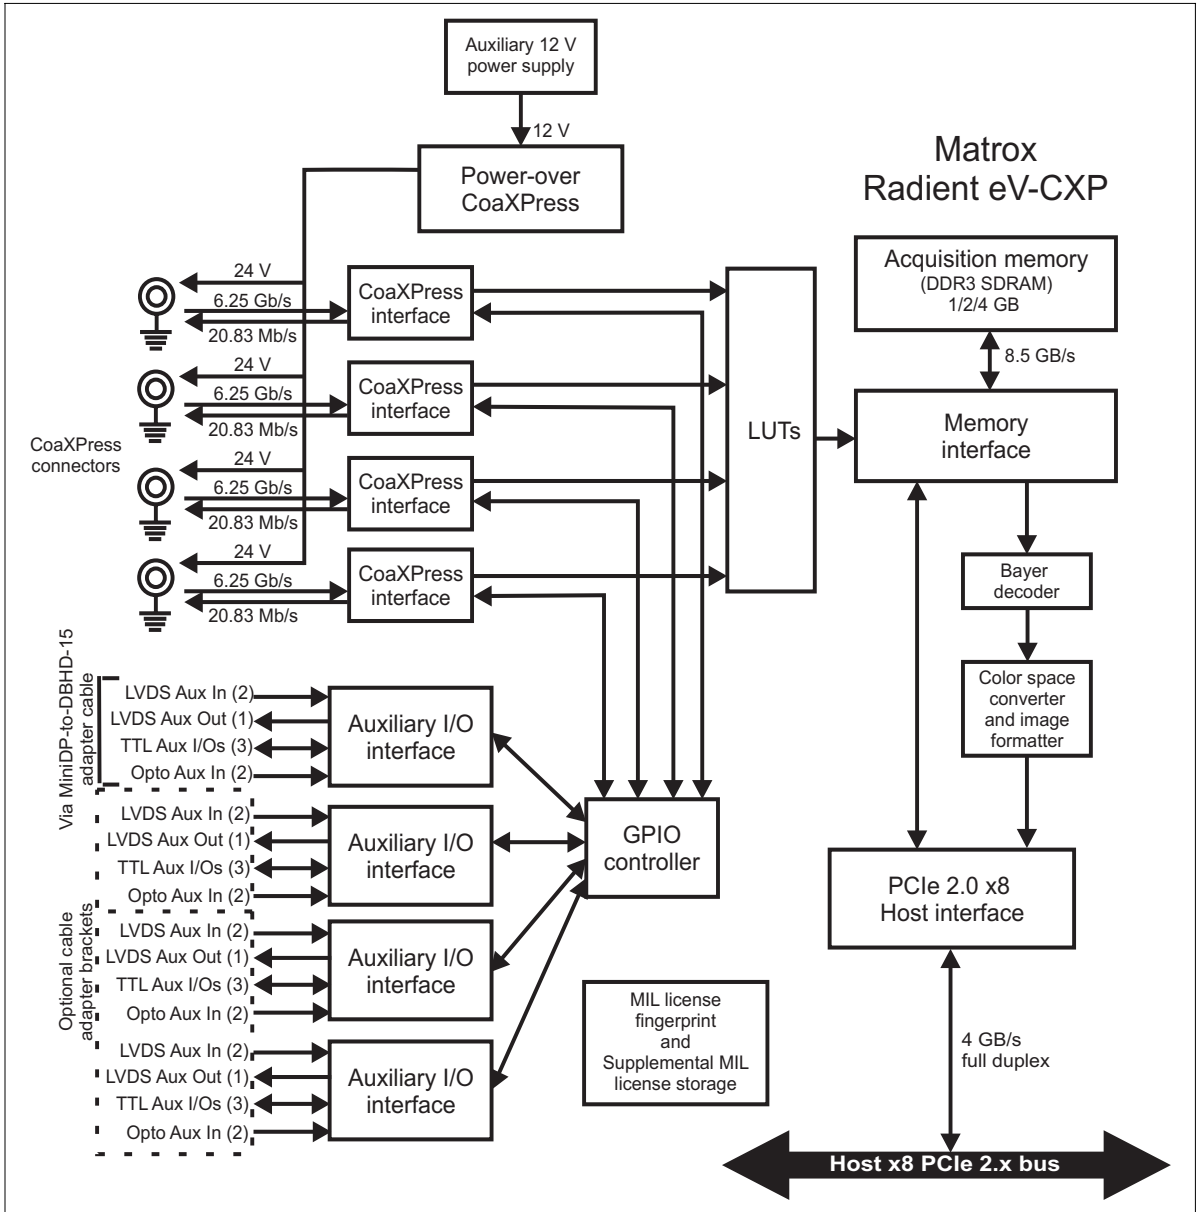 Auxiliary 12 V
power supply
12 V
Power-over
CoaXPress
Matrox
Radient eV-CXP
Acquisition memory
(DDR3 SDRAM)
1/2/4 GB
8.5 GB/s
Memory
interface
LUTs
CoaXPress
connectors
24 V
6.25 Gb/s
20.83 Mb/s
CoaXPress
interface
24 V
6.25 Gb/s
20.83 Mb/s
CoaXPress
interface
24 V
6.25 Gb/s
20.83 Mb/s
CoaXPress
interface
24 V
6.25 Gb/s
20.83 Mb/s
CoaXPress
interface
Bayer
decoder
Color space
converter
and image
formatter
Via MiniDP-to-DBHD-15
adapter cable
LVDS Aux In (2)
LVDS Aux Out (1)
TTL Aux I/Os (3)
Opto Aux In (2)
Auxiliary I/O
interface
Optional cable
adapter brackets
LVDS Aux In (2)
LVDS Aux Out (1)
TTL Aux I/Os (3)
Opto Aux In (2)
Auxiliary I/O
interface
LVDS Aux In (2)
LVDS Aux Out (1)
TTL Aux I/Os (3)
Opto Aux In (2)
Auxiliary I/O
interface
LVDS Aux In (2)
LVDS Aux Out (1)
TTL Aux I/Os (3)
Opto Aux In (2)
Auxiliary I/O
interface
GPIO
controller
PCIe 2.0 x8
Host interface
MIL license
fingerprint
and
Supplemental MIL
license storage
4 GB/s
full duplex
Host x8 PCIe 2.x bus